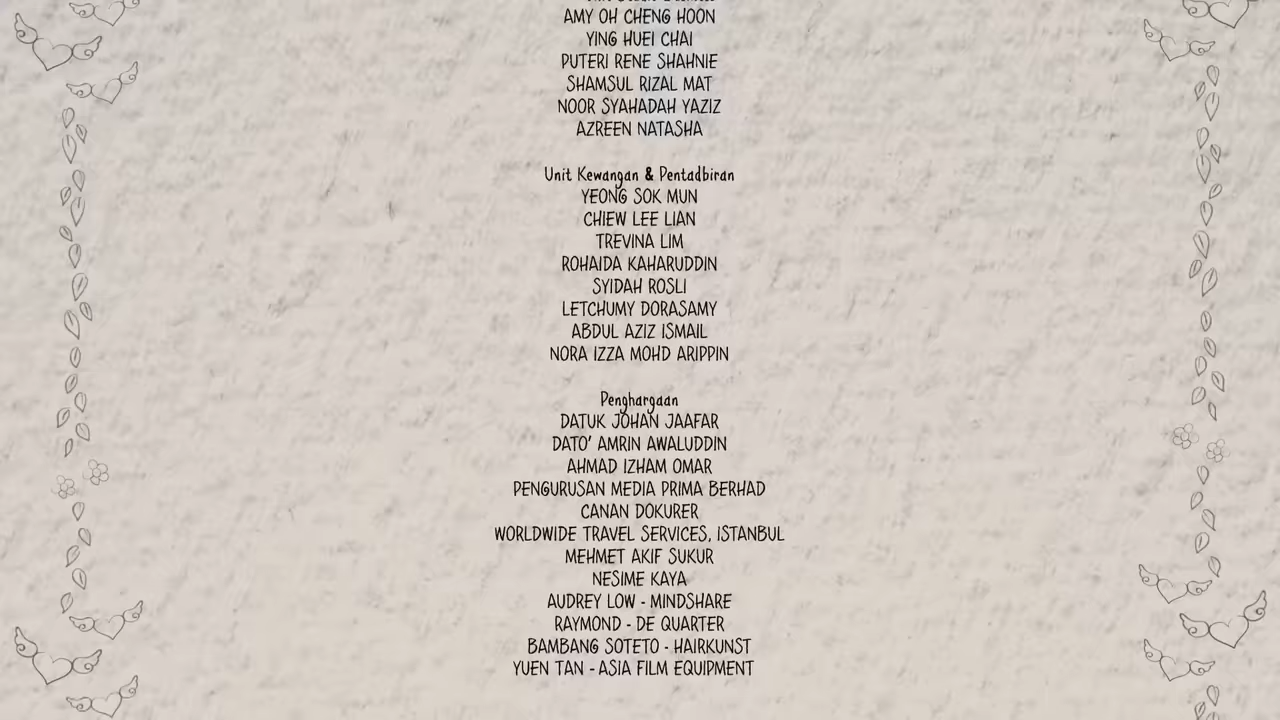 AMY OH CHENG HOON
YING HUEI CHAI
PUTERI RENE SHAHNIE
SHAMSUL RIZAL MAT
NOOR SYAHADAH YAZIZ
AZREEN NATASHA
Unit Kewangan & Pentadbiran
YEONG SOK MUN
CHIEW LEE LIAN
TREVINA LIM
ROHAIDA KAHARUDDIN
SYIDAH ROSLI
LETCHUMY DORASAMY
ABDUL AZIZ ISMAIL
NORA IZZA MOHD ARIPPIN
Penghargaan
DATUK JOHAN JAAFAR
DATO' AMRIN AWALUDDIN
AHMAD IZHAM OMAR
PENGURUSAN MEDIA PRIMA BERHAD
CANAN DOKURER
WORLDWIDE TRAVEL SERVICES, ISTANBUL
MEHMET AKIF SUKUR
NESIME KAYA
AUDREY LOW - MINDSHARE
RAYMOND - DE QUARTER
BAMBANG SOTETO - HAIRKUNST
YUEN TAN - ASIA FILM EQUIPMENT